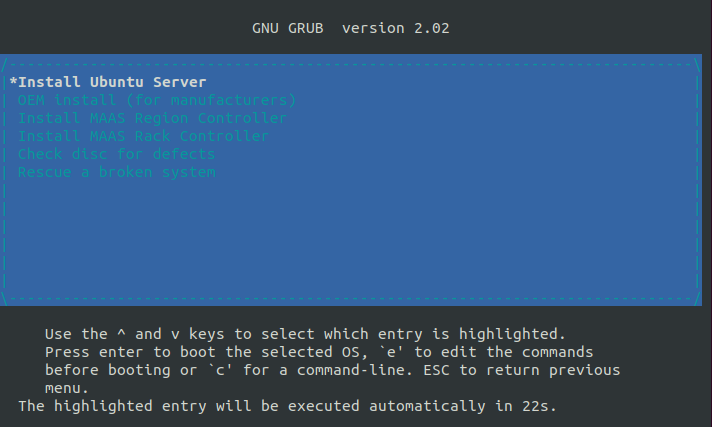 GNU GRUB  version 2.02
*Install Ubuntu Server
OEM install (for manufacturers)
Install MAAS Region Controller
Install MAAS Rack Controller
Check disc for defects
Rescue a broken system
Use the ^ and v keys to select which entry is highlighted.
Press enter to boot the selected OS, `e' to edit the commands
before booting or `c' for a command-line. ESC to return previous
menu.
The highlighted entry will be executed automatically in 22s.